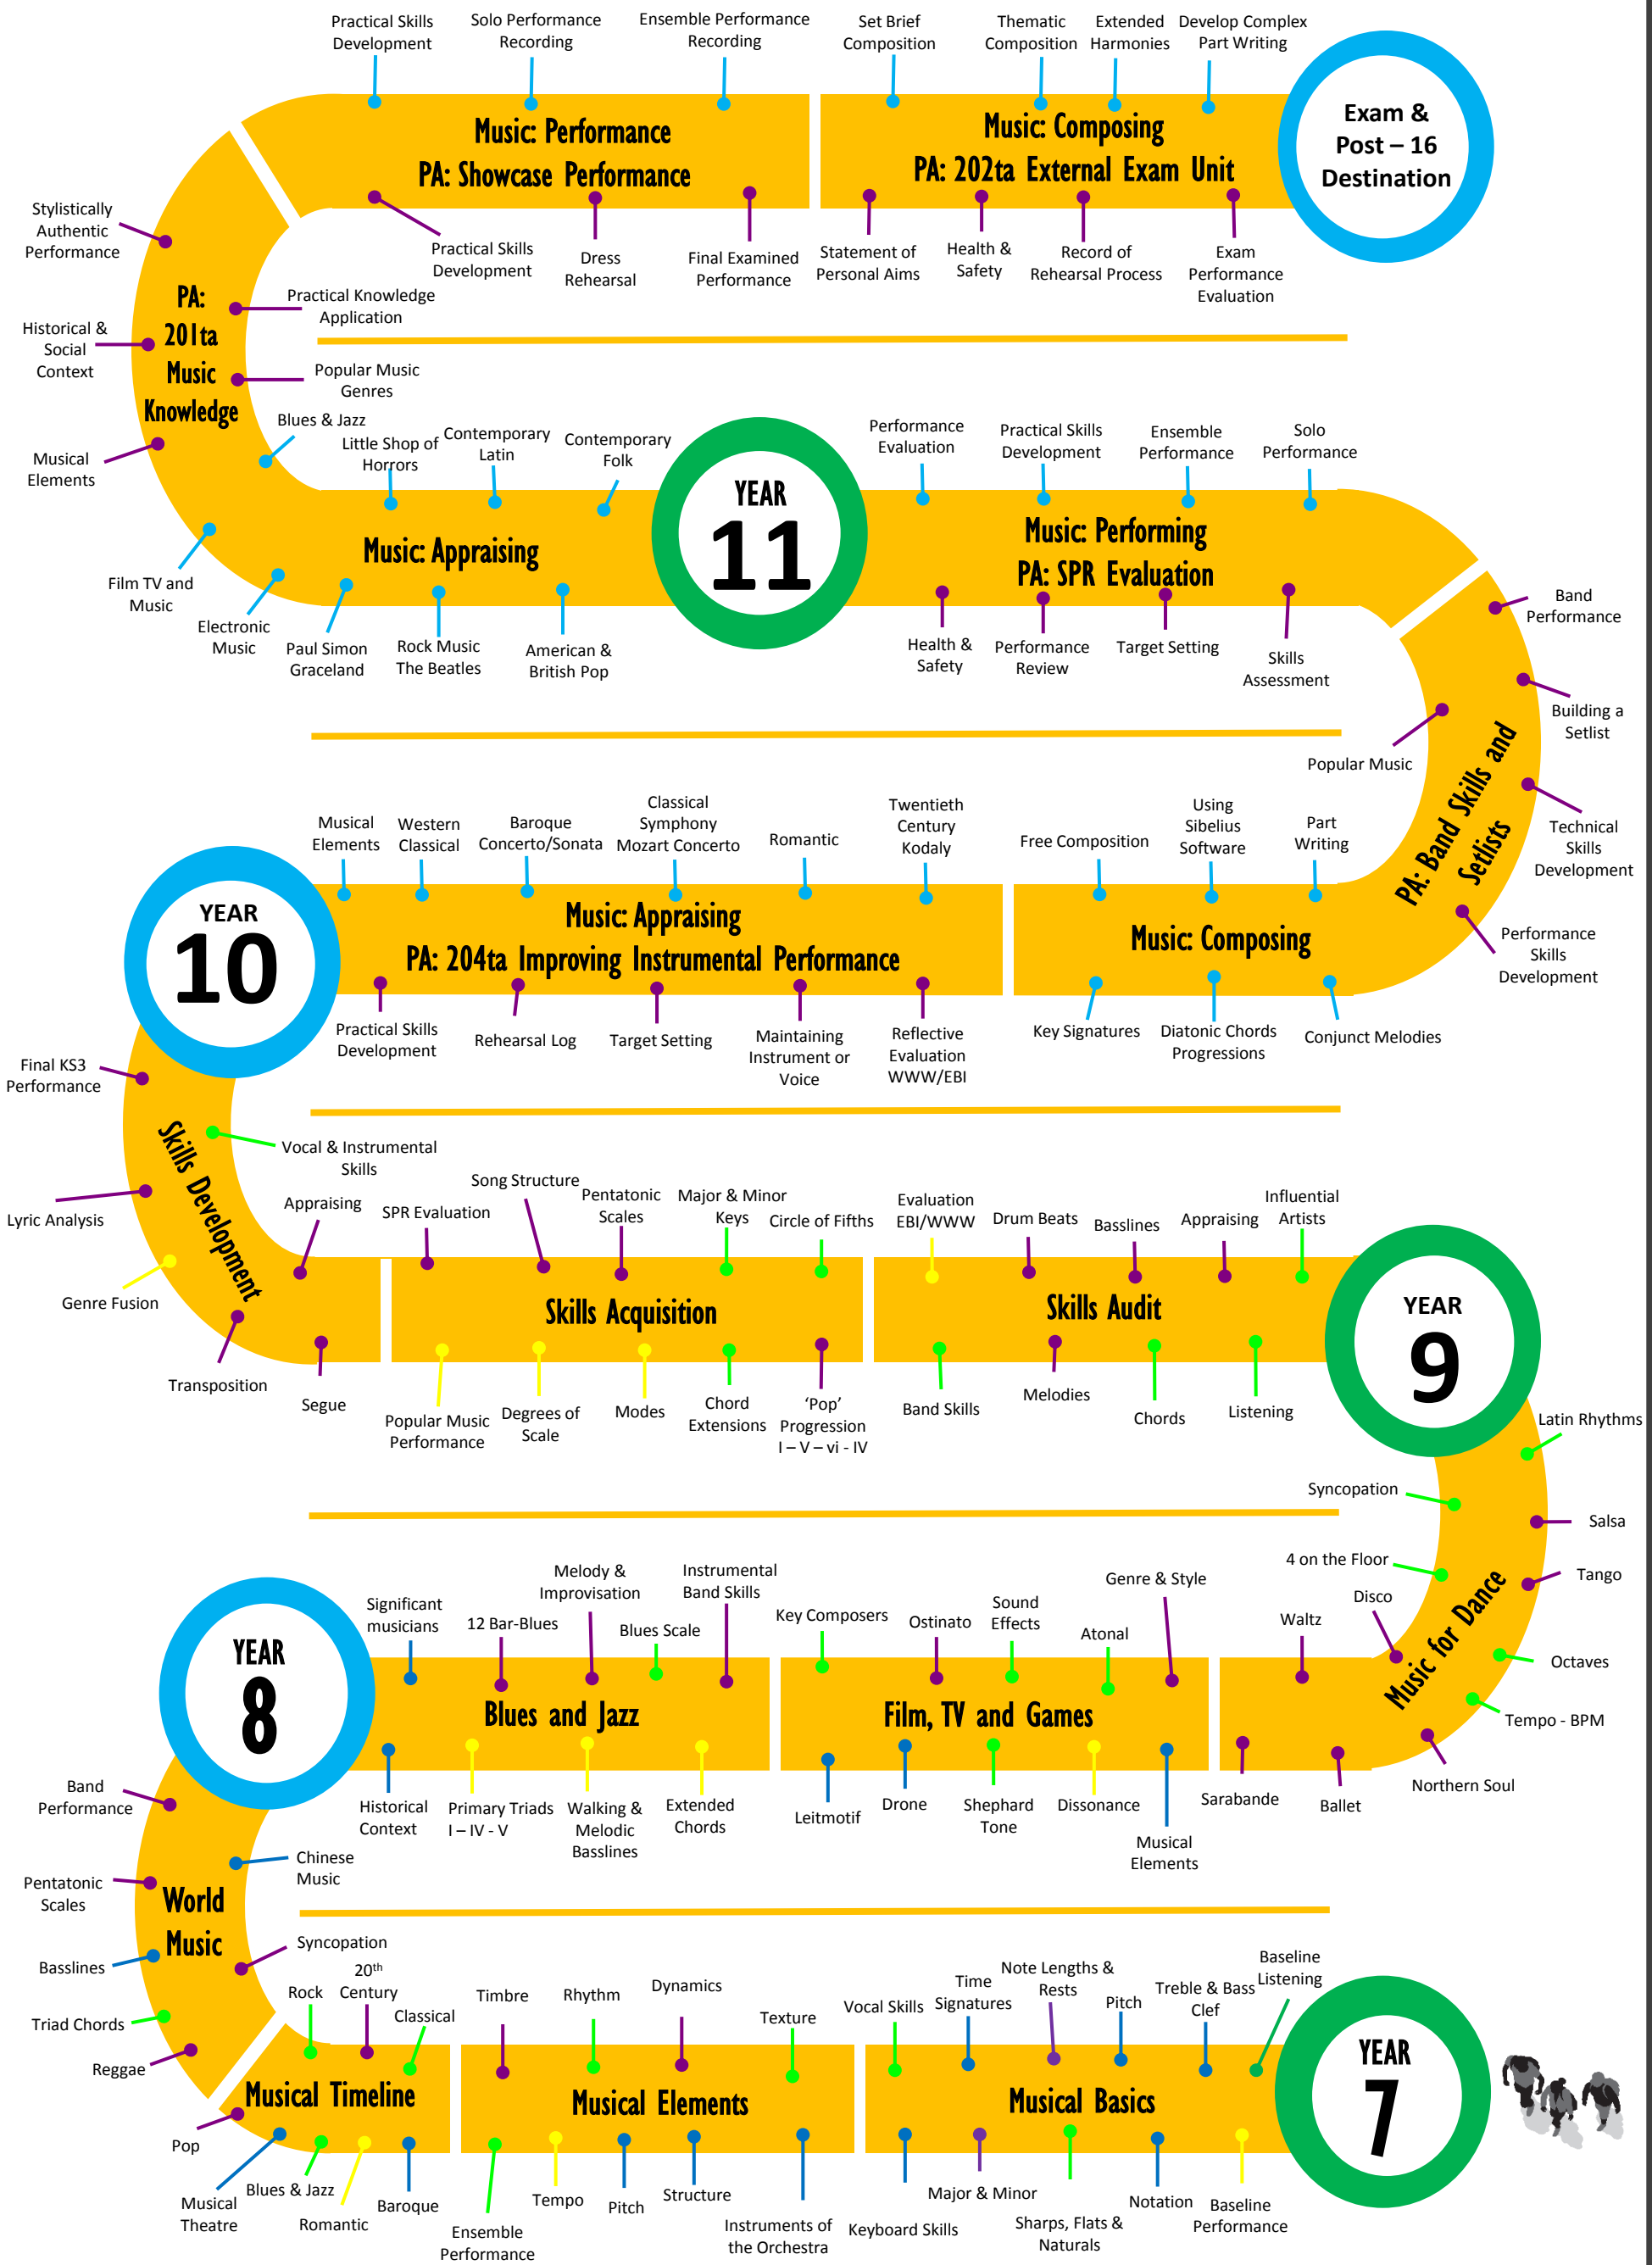 Practical Skills
Development
Solo Performance
Recording
Ensemble Performance
Recording
Set Brief
Composition
Thematic
Composition
Extended
Harmonies
Develop Complex
Part Writing
Music: Performance
PA: Showcase Performance
Music: Composing
PA: 202ta External Exam Unit
Exam &
Post – 16
Destination
Practical Skills
Development
Dress
Rehearsal
Final Examined
Performance
Statement of
Personal Aims
Health &
Safety
Record of
Rehearsal Process
Exam
Performance
Evaluation
Stylistically
Authentic
Performance
PA:
201ta
Music
Knowledge
Practical Knowledge
Application
Historical &
Social
Context
Popular Music
Genres
Musical
Elements
Blues & Jazz
Little Shop of
Horrors
Contemporary
Latin
Contemporary
Folk
Music: Appraising
Film TV and
Music
Electronic
Music
Paul Simon
Graceland
Rock Music
The Beatles
American &
British Pop
YEAR
11
Performance
Evaluation
Practical Skills
Development
Ensemble
Performance
Solo
Performance
Music: Performing
PA: SPR Evaluation
Health &
Safety
Performance
Review
Target Setting
Skills
Assessment
Band
Performance
Building a
Setlist
Popular Music
PA: Band Skills and
Setlists
Technical
Skills
Development
Performance
Skills
Development
YEAR
10
Musical
Elements
Western
Classical
Baroque
Concerto/Sonata
Classical
Symphony
Mozart Concerto
Romantic
Twentieth
Century
Kodaly
Free Composition
Using
Sibelius
Software
Part
Writing
Music: Appraising
PA: 204ta Improving Instrumental Performance
Music: Composing
Practical Skills
Development
Rehearsal Log
Target Setting
Maintaining
Instrument or
Voice
Reflective
Evaluation
WWW/EBI
Key Signatures
Diatonic Chords
Progressions
Conjunct Melodies
Final KS3
Performance
Skills Development
Vocal & Instrumental
Skills
Lyric Analysis
Appraising
Genre Fusion
Transposition
Segue
SPR Evaluation
Song Structure
Pentatonic
Scales
Major & Minor
Keys
Circle of Fifths
Skills Acquisition
Popular Music
Performance
Degrees of
Scale
Modes
Chord
Extensions
‘Pop’
Progression
I – V – vi - IV
Evaluation
EBI/WWW
Drum Beats
Basslines
Appraising
Influential
Artists
Skills Audit
Band Skills
Melodies
Chords
Listening
YEAR
9
Latin Rhythms
Syncopation
Salsa
4 on the Floor
Tango
Disco
Waltz
Music for Dance
Octaves
Tempo - BPM
Northern Soul
Ballet
Sarabande
YEAR
8
Significant
musicians
12 Bar-Blues
Melody &
Improvisation
Blues Scale
Instrumental
Band Skills
Blues and Jazz
Historical
Context
Primary Triads
I – IV - V
Walking &
Melodic
Basslines
Extended
Chords
Key Composers
Ostinato
Sound
Effects
Atonal
Genre & Style
Film, TV and Games
Leitmotif
Drone
Shephard
Tone
Dissonance
Musical
Elements
Band
Performance
Chinese
Music
Pentatonic
Scales
World
Music
Basslines
Syncopation
Triad Chords
Reggae
Rock
20th
Century
Classical
Musical Timeline
Pop
Musical
Theatre
Blues & Jazz
Romantic
Baroque
Timbre
Rhythm
Dynamics
Texture
Musical Elements
Ensemble
Performance
Tempo
Pitch
Structure
Instruments of
the Orchestra
Vocal Skills
Time
Signatures
Note Lengths &
Rests
Pitch
Treble & Bass
Clef
Baseline
Listening
Musical Basics
Keyboard Skills
Major & Minor
Sharps, Flats &
Naturals
Notation
Baseline
Performance
YEAR
7